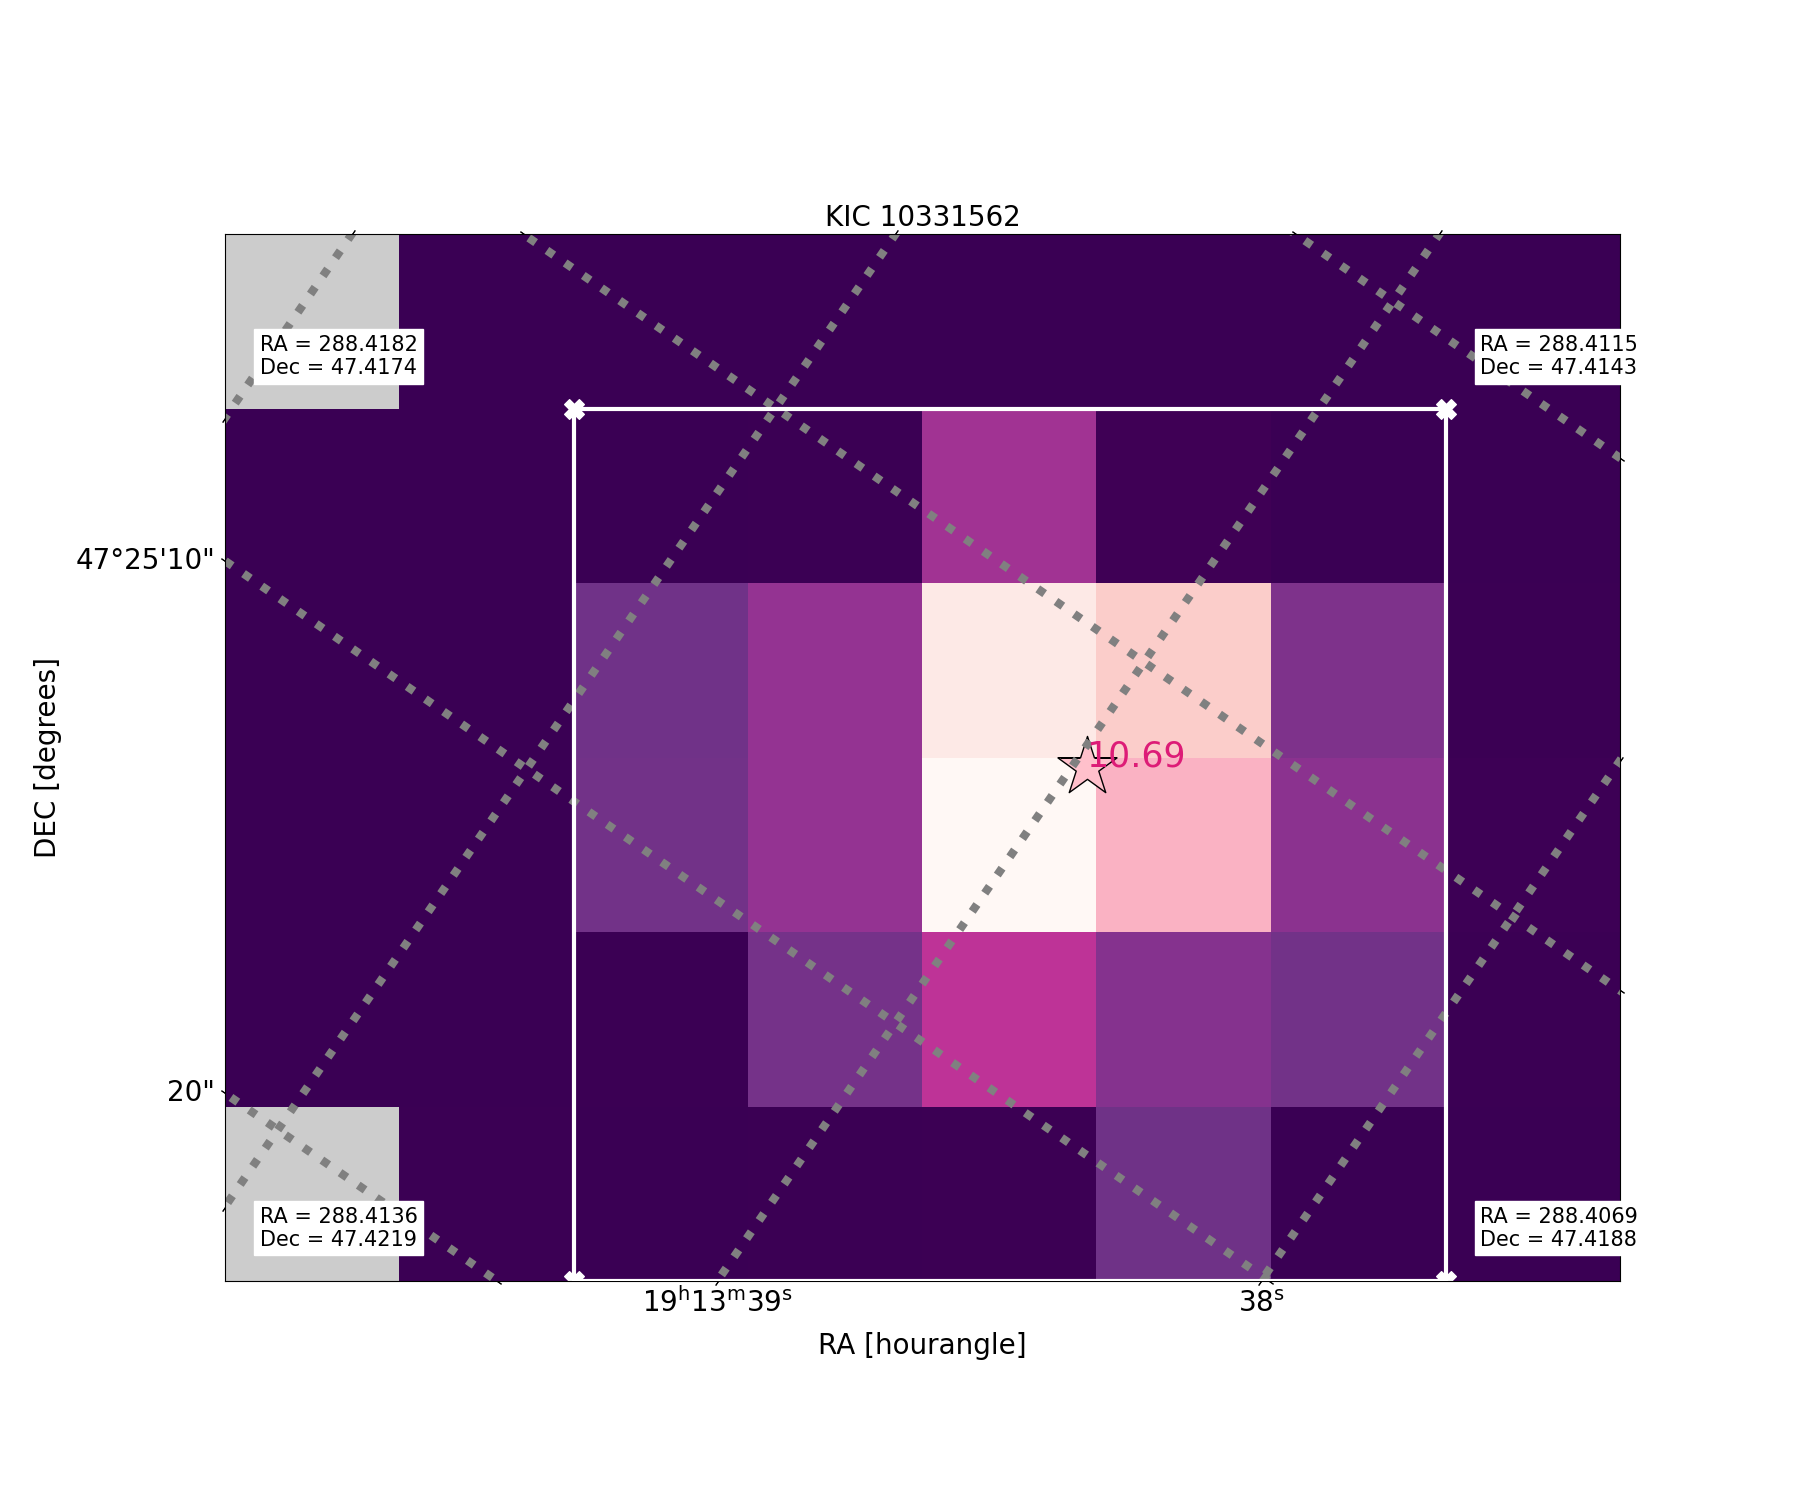 KIC 10331562
RA = 288.4182
Dec = 47.4174
RA = 288.4115
Dec = 47.4143
47°25'10"
10.69
DEC [degrees]
20"
RA = 288.4136
Dec = 47.4219
RA = 288.4069
Dec = 47.4188
19ʰ13ᵐ39ˢ
38ˢ
RA [hourangle]